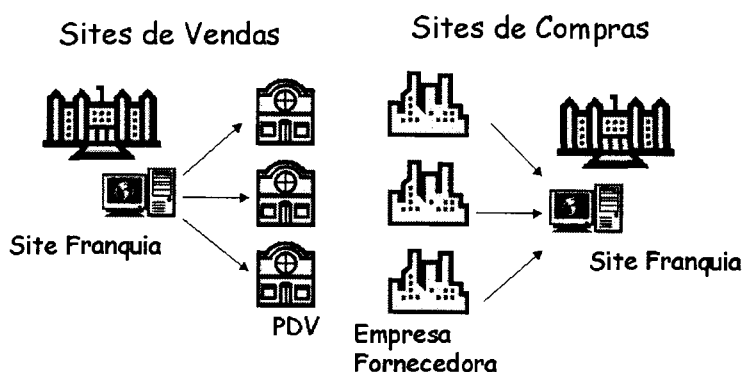 Sites de Vendas
Sites de Compras
Site Franquia
PDV
Empresa
Fornecedora
Site Franquia